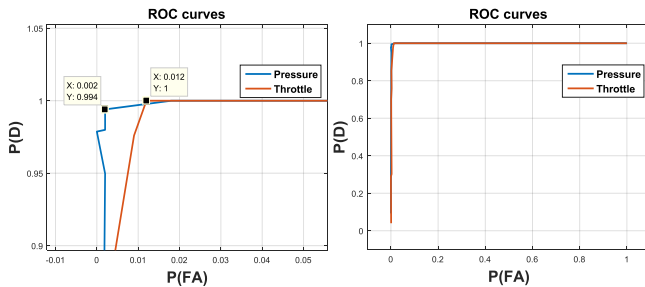 ROC curves
1.05
1
0.95
0.9
P(D)
X: 0.002
Y: 0.994
X: 0.012
Y: 1
Pressure
Throttle
-0.01
0
0.01
0.02
0.03
0.04
0.05
P(FA)
ROC curves
1
0.8
0.6
0.4
0.2
0
P(D)
Pressure
Throttle
0
0.2
0.4
0.6
0.8
1
P(FA)